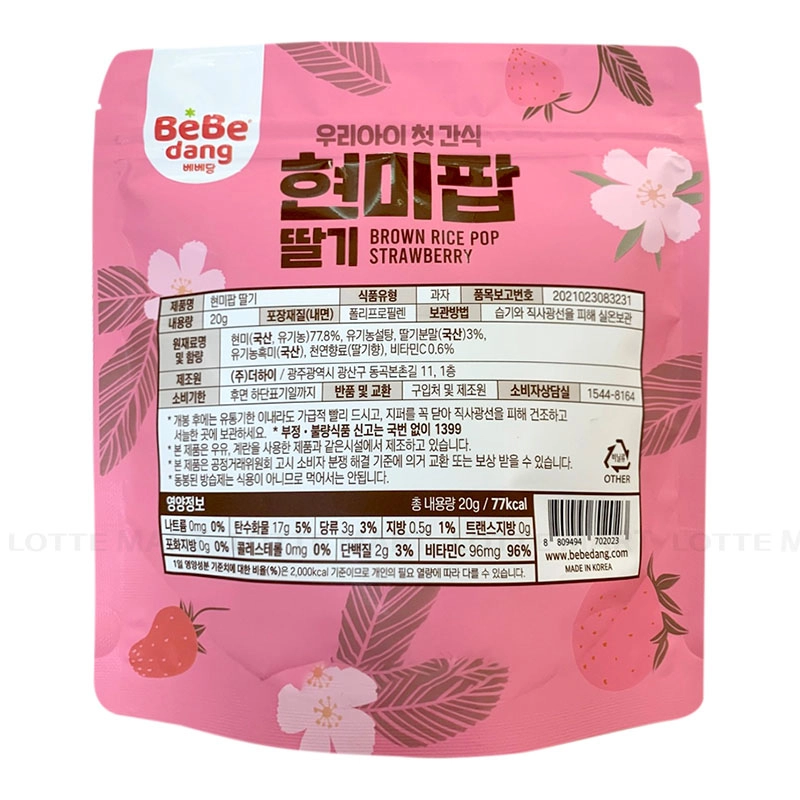 BeBe
dang
베베당
우리아이 첫 간식
현미팝
딸기 BROWN RICE POP STRAWBERRY
제품명 현미팝 딸기 식품유형 과자 품목보고번호 2021023083231
내용량 20g 포장재질(내면) 폴리프로필렌 보관방법 습기와 직사광선을 피해 실온보관
원재료명 및 함량 현미(국산, 유기농)77.8%, 유기농설탕, 딸기분말(국산)3%,
유기농흑미(국산), 천연향료(딸기향), 비타민C 0.6%
제조원 (주)더하이 / 광주광역시 광산구 동곡본촌길 11, 1층
소비기한 후면 하단표기일까지 반품 및 교환 구입처 및 제조원 소비자상담실 1544-8164
* 개봉 후에는 유통기한 이내라도 가급적 빨리 드시고, 지퍼를 꼭 닫아 직사광선을 피해 건조하고
서늘한 곳에 보관하세요. * 부정·불량식품 신고는 국번 없이 1399
* 본 제품은 우유, 계란을 사용한 제품과 같은시설에서 제조하고 있습니다.
* 본 제품은 공정거래위원회 고시 소비자 분쟁 해결 기준에 의거 교환 또는 보상 받을 수 있습니다.
* 동봉된 방습제는 식용이 아니므로 먹어서는 안됩니다.
비닐류
OTHER
영양정보 총 내용량 20g / 77kcal
나트륨 0mg 0% 탄수화물 17g 5% 당류 3g 3% 지방 0.5g 1% 트랜스지방 0g
포화지방 0g 0% 콜레스테롤 0mg 0% 단백질 2g 3% 비타민C 96mg 96%
1일 영양성분 기준치에 대한 비율(%)은 2,000kcal 기준이므로 개인의 필요 열량에 따라 다를 수 있습니다.
8 809494 702023
www.bebedang.com
MADE IN KOREA
LOTTE M
LOTTE M